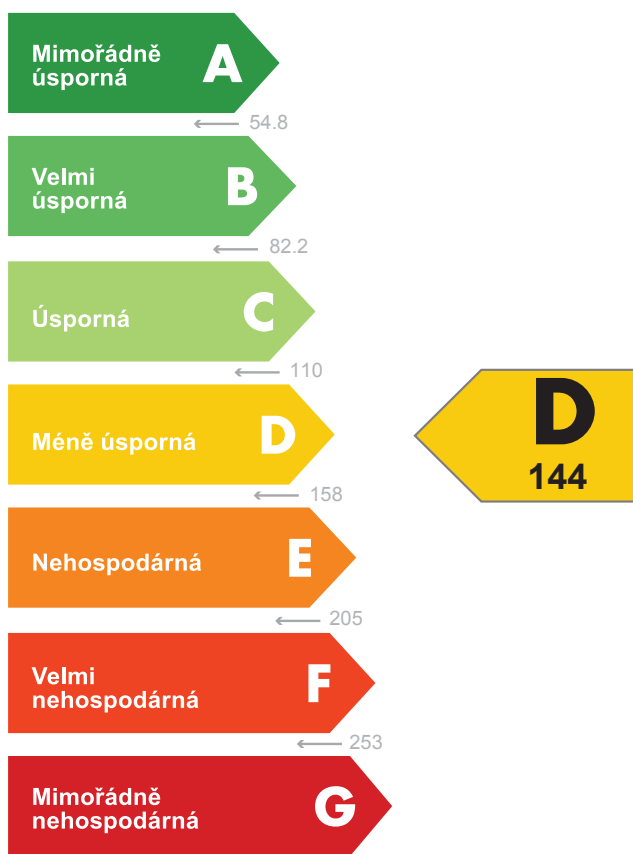 Mimořádně
úsporná
A
← 54.8
Velmi
úsporná
B
← 82.2
Úsporná
C
← 110
Méně úsporná
D
D
144
← 158
Nehospodárná
E
← 205
Velmi
nehospodárná
F
← 253
Mimořádně
nehospodárná
G